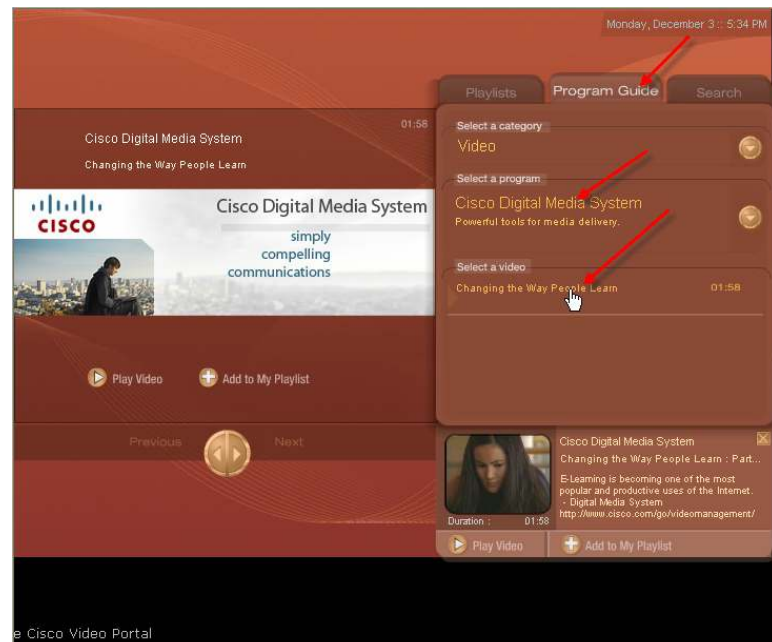 Monday, December 3 :: 5:34 PM
Playlists
Program Guide
Search
01:58
Cisco Digital Media System
Changing the Way People Learn
CISCO
Cisco Digital Media System
simply
compelling
communications
Play Video
Add to My Playlist
Previous
Next
Select a category
Video
Select a program
Cisco Digital Media System
Powerful tools for media delivery.
Select a video
Changing the Way People Learn 01:58
Cisco Digital Media System
Changing the Way People Learn : Part...
E-Learning is becoming one of the most
popular and productive uses of the Internet.
- Digital Media System
http://www.cisco.com/go/videomanagement/
Duration : 01:58
Play Video
Add to My Playlist
e Cisco Video Portal